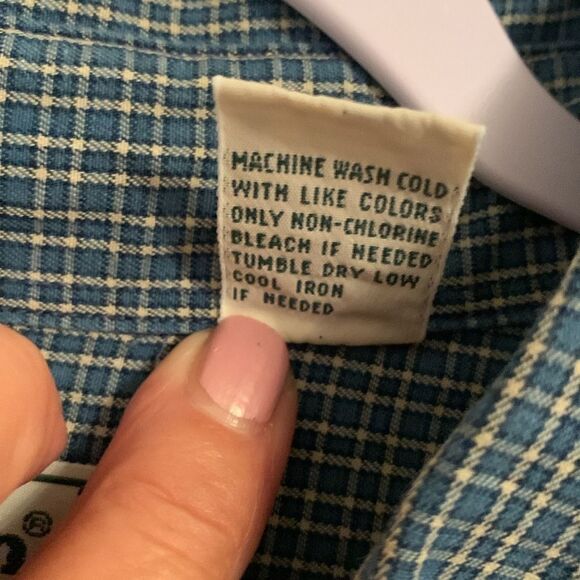 MACHINE WASH COLD
WITH LIKE COLORS
ONLY NON-CHLORINE
BLEACH IF NEEDED
TUMBLE DRY LOW
COOL IRON
IF NEEDED
®